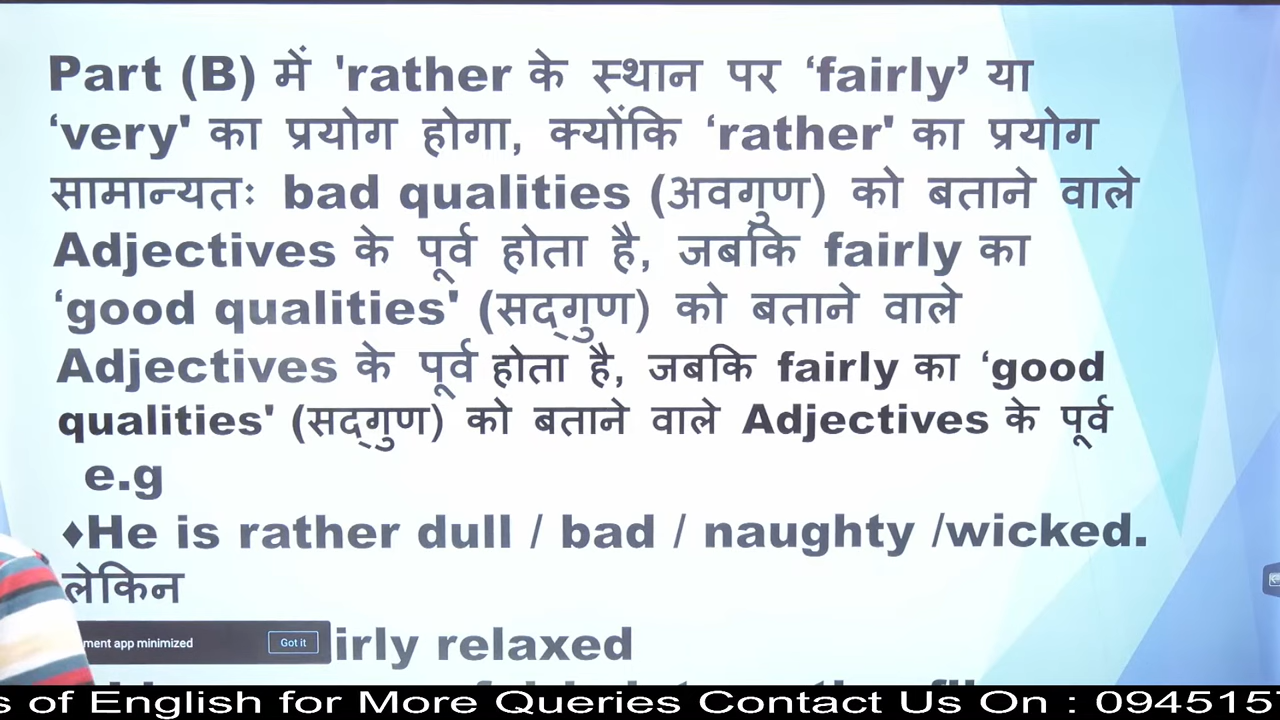 Part (B) में 'rather के स्थान पर ‘fairly’ या
‘very' का प्रयोग होगा, क्योंकि ‘rather' का प्रयोग
सामान्यतः bad qualities (अवगुण) को बताने वाले
Adjectives के पूर्व होता है, जबकि fairly का
‘good qualities' (सद्गुण) को बताने वाले
Adjectives के पूर्व होता है, जबकि fairly का ‘good
qualities' (सद्गुण) को बताने वाले Adjectives के पूर्व
e.g
♦He is rather dull / bad / naughty /wicked.
लेकिन
ment app minimized Got it
irly relaxed
s of English for More Queries Contact Us On : 094515